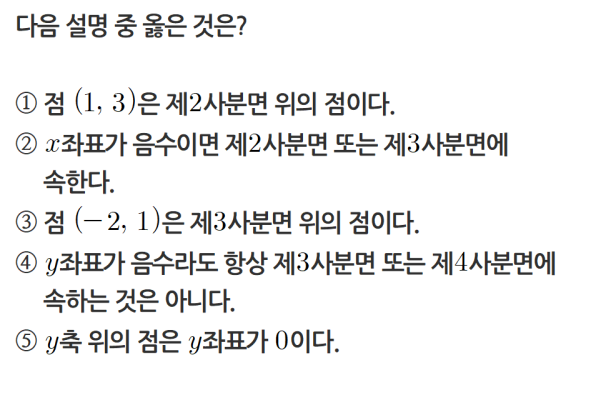 다음 설명 중 옳은 것은?
① 점 (1, 3)은 제2사분면 위의 점이다.
② x좌표가 음수이면 제2사분면 또는 제3사분면에
속한다.
③ 점 (−2, 1)은 제3사분면 위의 점이다.
④ y좌표가 음수라도 항상 제3사분면 또는 제4사분면에
속하는 것은 아니다.
⑤ y축 위의 점은 y좌표가 0이다.